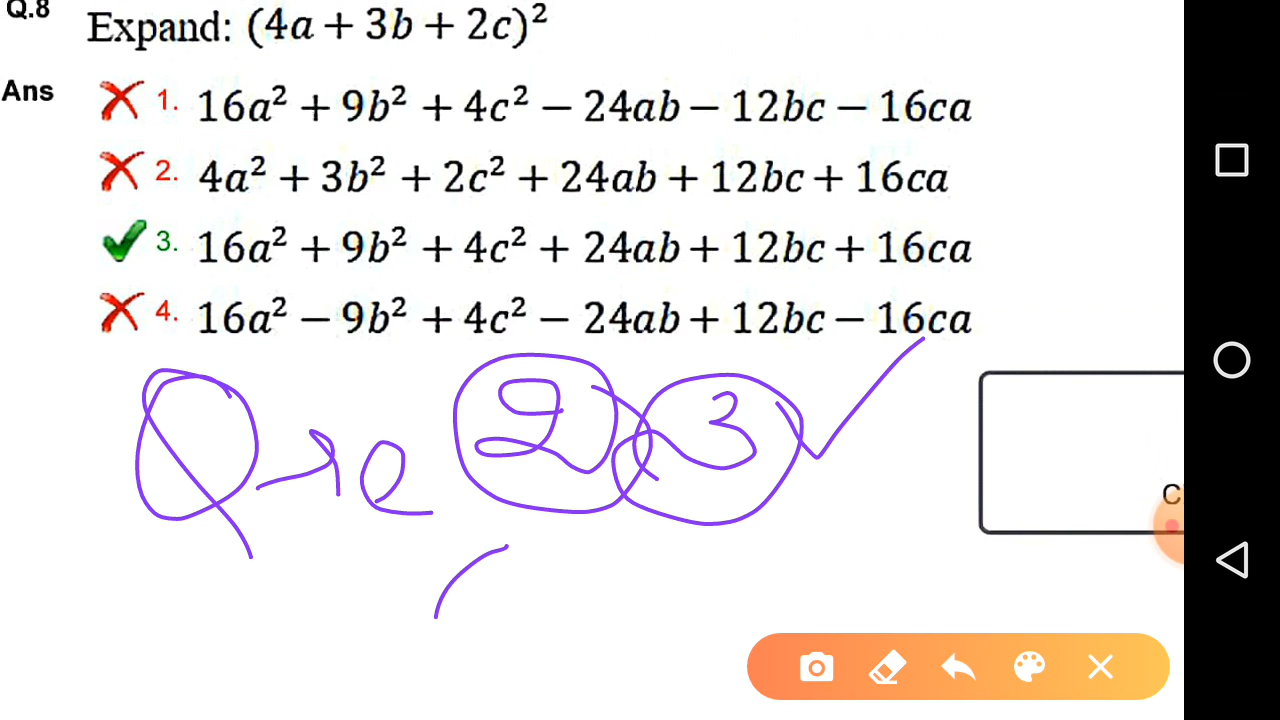 Q.8
Expand: (4a + 3b + 2c)²
Ans
1. 16a² + 9b² + 4c² − 24ab − 12bc − 16ca
2. 4a² + 3b² + 2c² + 24ab + 12bc + 16ca
3. 16a² + 9b² + 4c² + 24ab + 12bc + 16ca
4. 16a² − 9b² + 4c² − 24ab + 12bc − 16ca
2 3
C